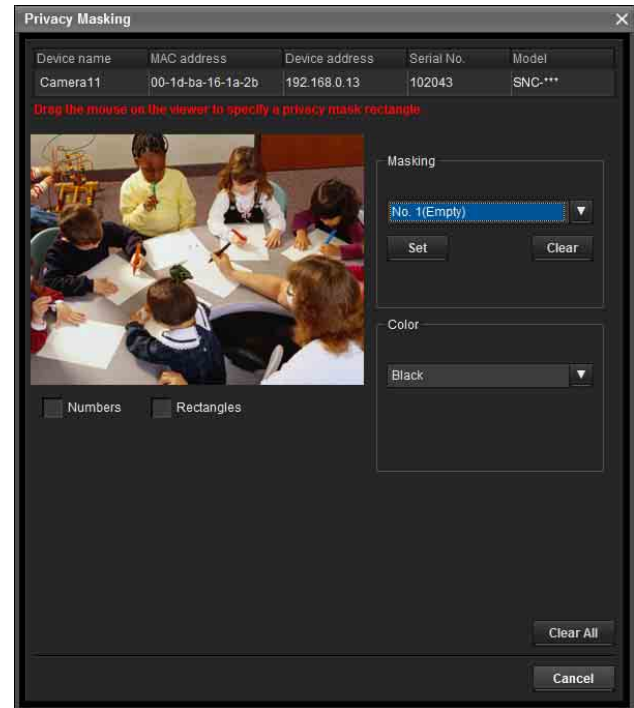 Privacy Masking
Device name MAC address Device address Serial No. Model
Camera11 00-1d-ba-16-1a-2b 192.168.0.13 102043 SNC-***
Drag the mouse on the viewer to specify a privacy mask rectangle
Masking
No. 1(Empty)
Set Clear
Color
Black
Numbers Rectangles
Clear All
Cancel